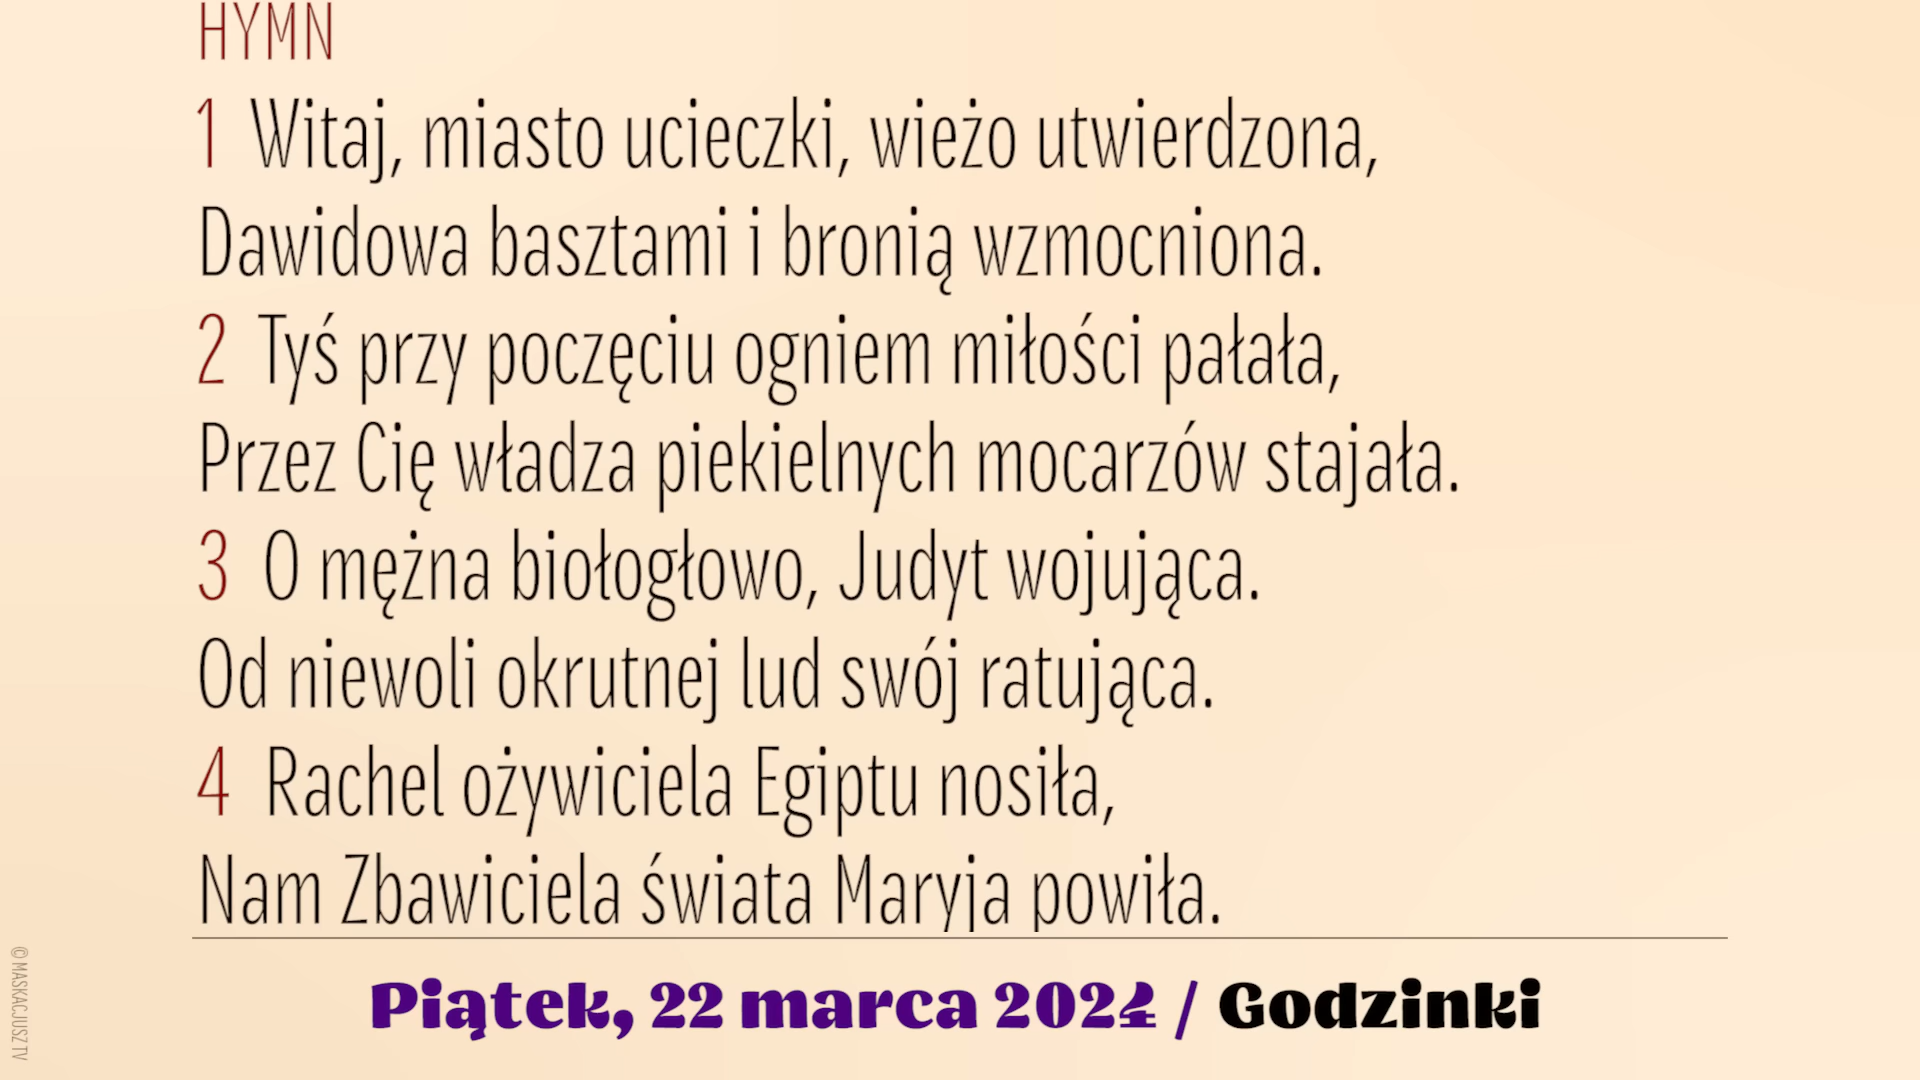 HYMN
1 Witaj, miasto ucieczki, wieżo utwierdzona,
Dawidowa basztami i bronią wzmocniona.
2 Tyś przy poczęciu ogniem miłości pałała,
Przez Cię władza piekielnych mocarzów stajała.
3 O mężna biołogłowo, Judyt wojująca.
Od niewoli okrutnej lud swój ratująca.
4 Rachel ożywiciela Egiptu nosiła,
Nam Zbawiciela świata Maryja powiła.
Piątek, 22 marca 2024 / Godzinki
© MASKACJUSZ TV